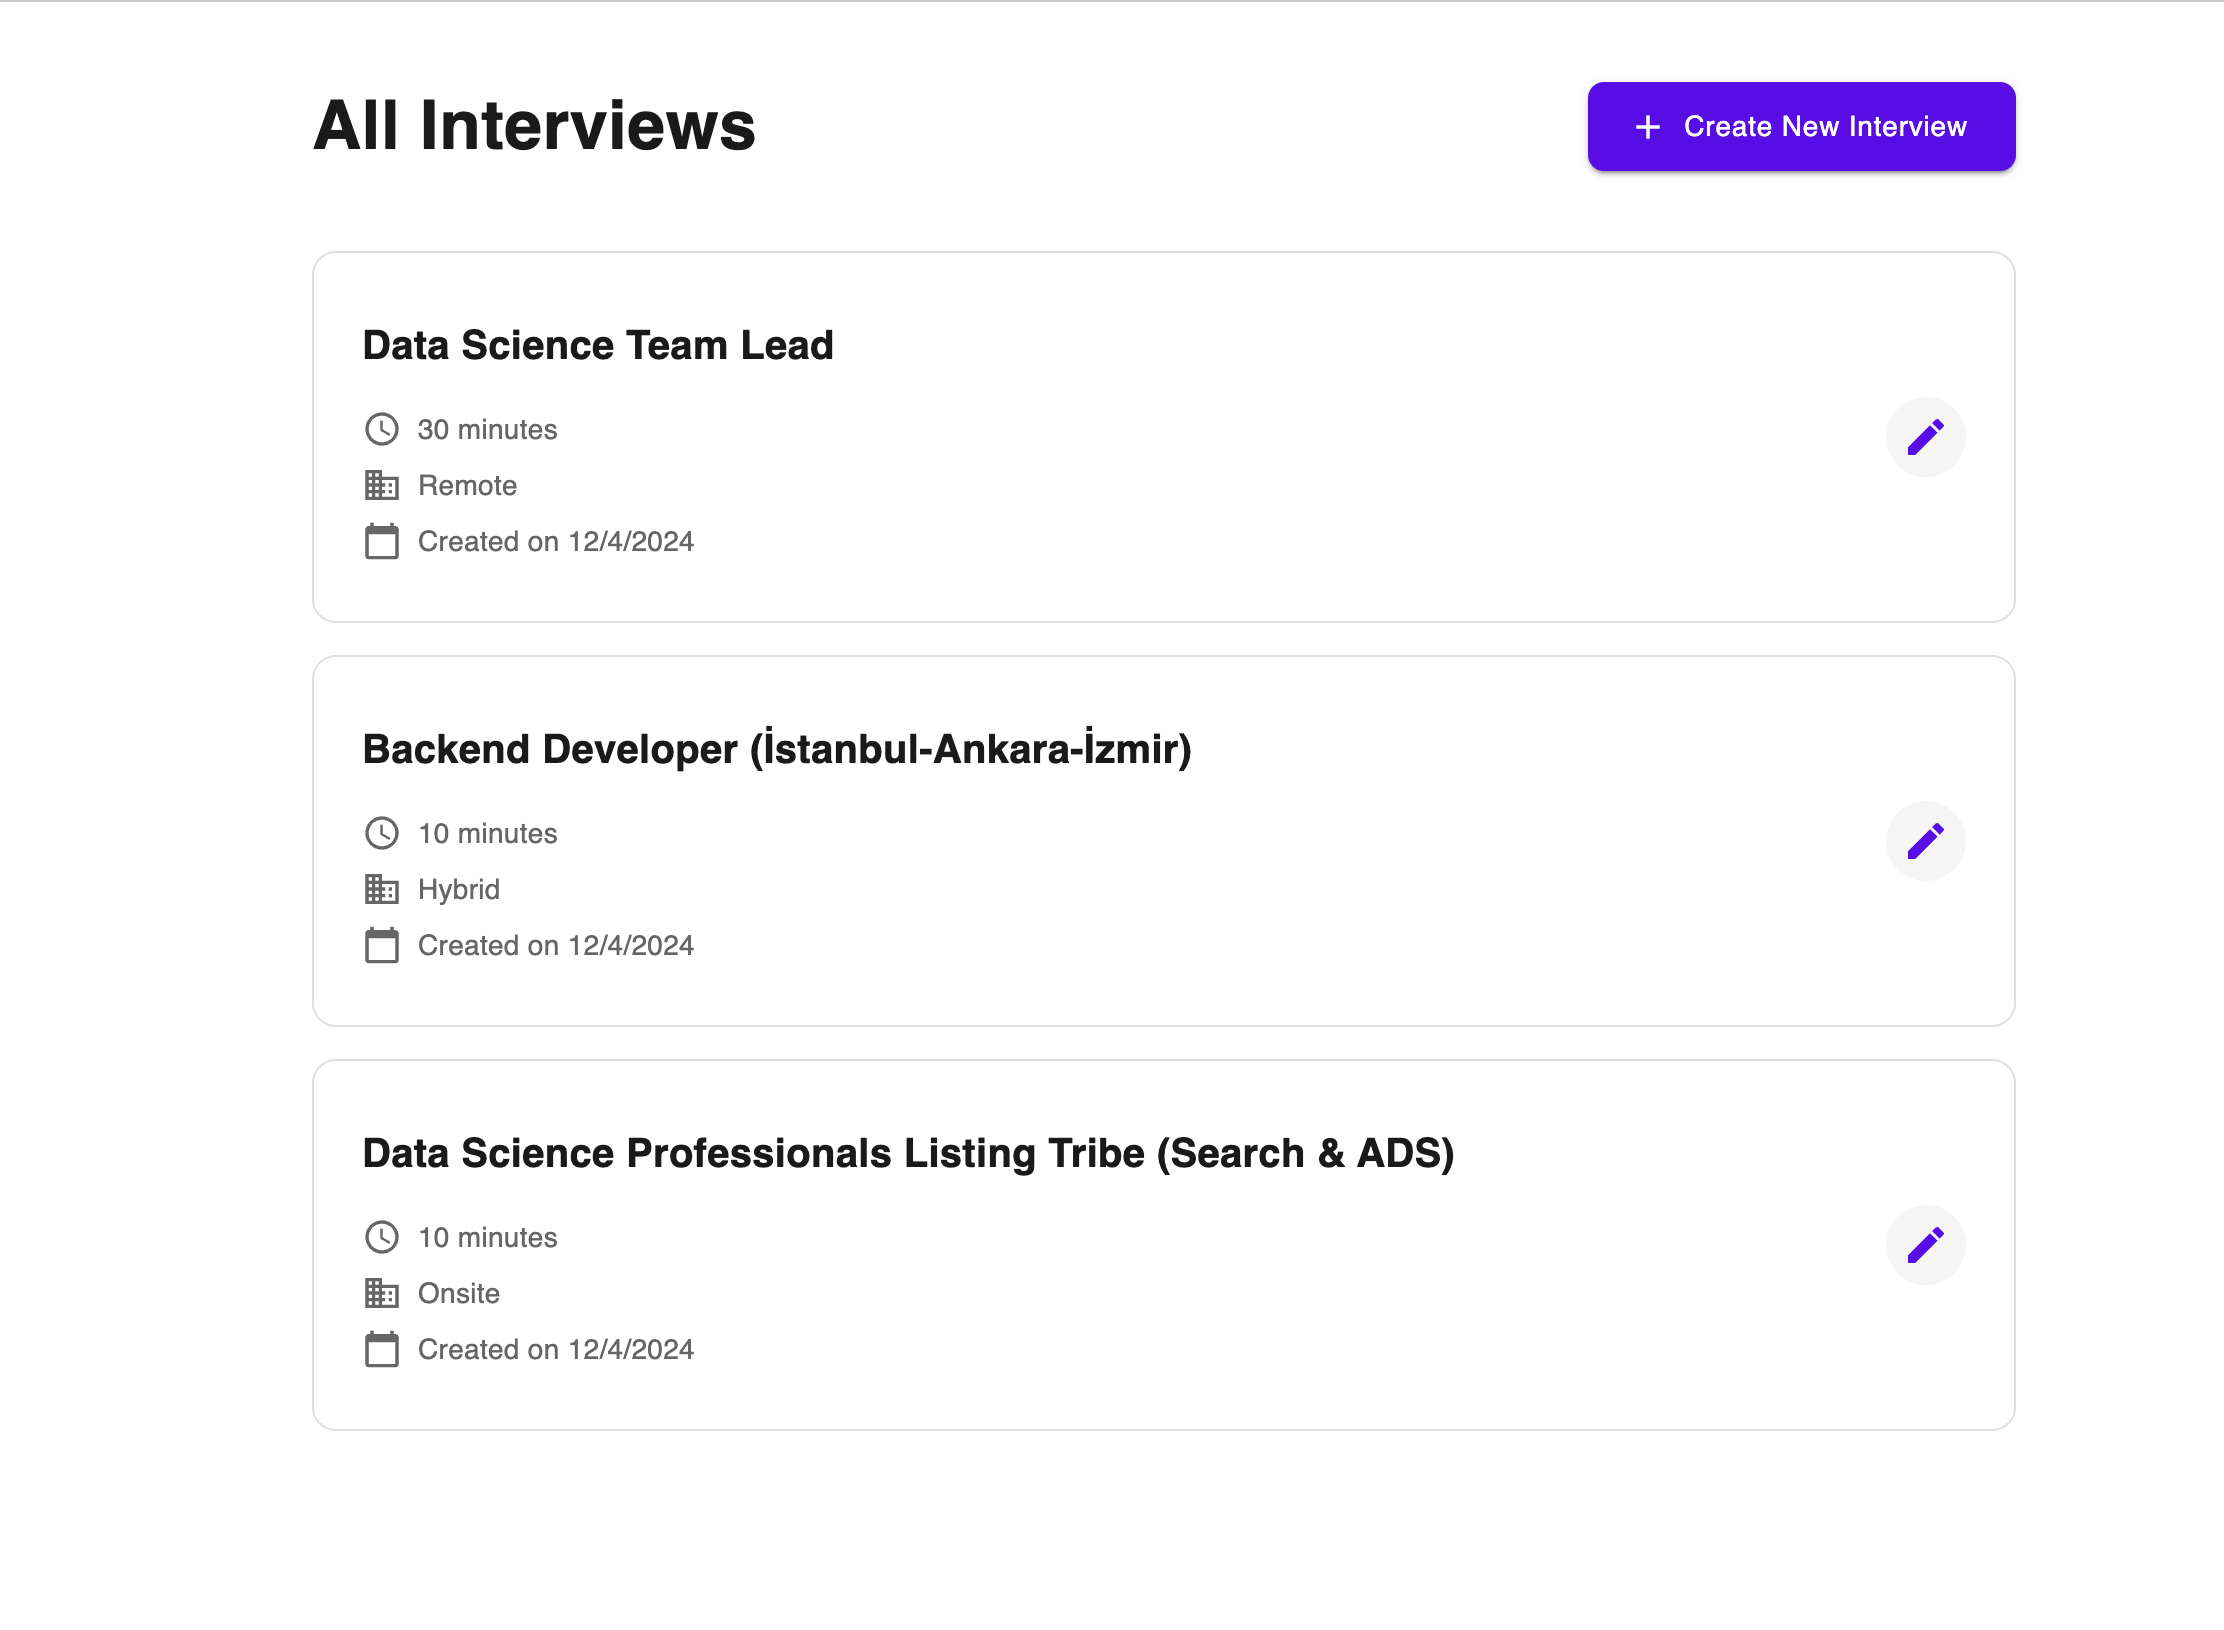 All Interviews
Create New Interview
Data Science Team Lead
30 minutes
Remote
Created on 12/4/2024
Backend Developer (İstanbul-Ankara-İzmir)
10 minutes
Hybrid
Created on 12/4/2024
Data Science Professionals Listing Tribe (Search & ADS)
10 minutes
Onsite
Created on 12/4/2024